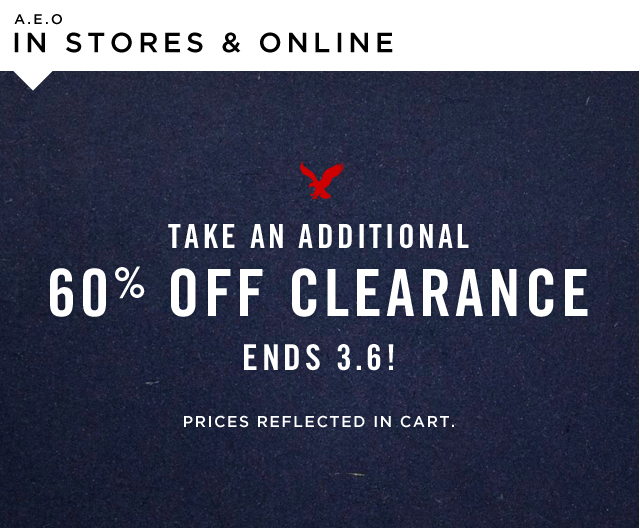 A.E.O
IN STORES & ONLINE
TAKE AN ADDITIONAL
60% OFF CLEARANCE
ENDS 3.6!
PRICES REFLECTED IN CART.